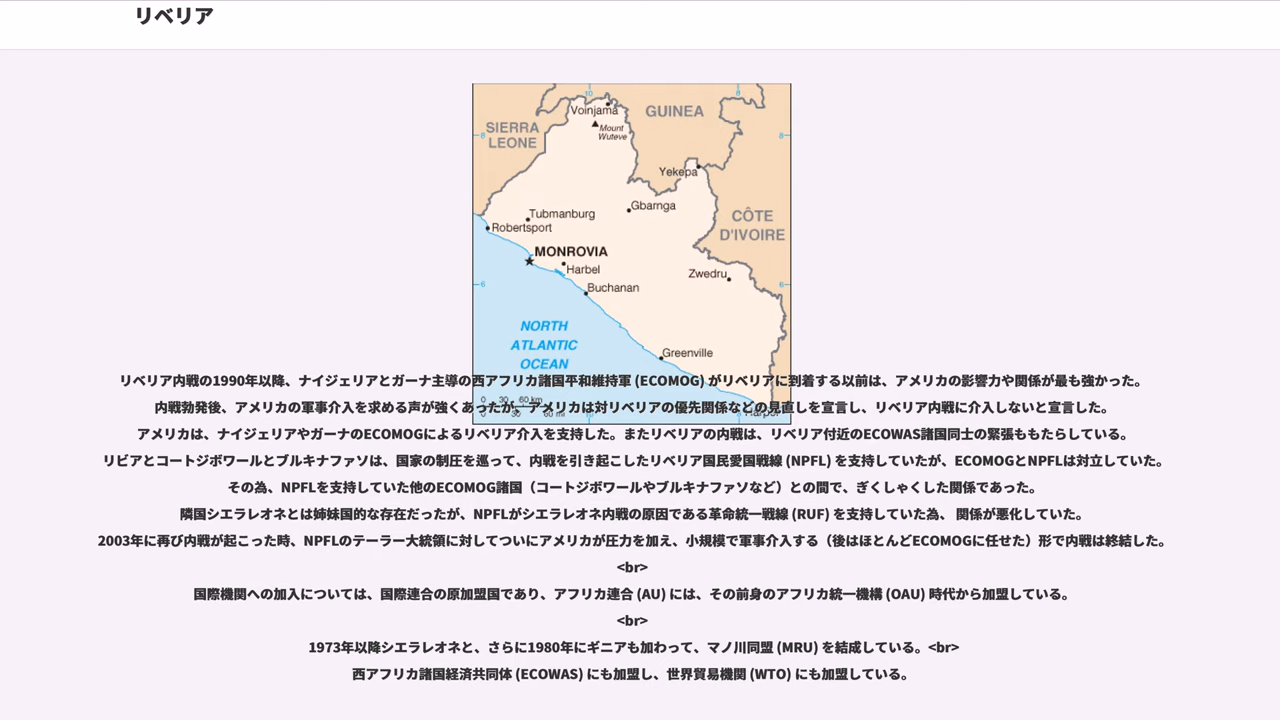 リベリア
10
8
Voinjama
GUINEA
SIERRA
LEONE
Mount
Wuteve
8
8
Yekepa
Gbarnga
Tubmanburg
CÔTE
D'IVOIRE
Robertsport
MONROVIA
Harbel
Zwedru
6
6
Buchanan
NORTH
ATLANTIC
OCEAN
Greenville
リベリア内戦の1990年以降、ナイジェリアとガーナ主導の西アフリカ諸国平和維持軍 (ECOMOG) がリベリアに到着する以前は、アメリカの影響力や関係が最も強かった。
0 30 60 km
内戦勃発後、アメリカの軍事介入を求める声が強くあったが、アメリカは対リベリアの優先関係などの見直しを宣言し、リベリア内戦に介入しないと宣言した。
0 30 60 mi
Harper
アメリカは、ナイジェリアやガーナのECOMOGによるリベリア介入を支持した。またリベリアの内戦は、リベリア付近のECOWAS諸国同士の緊張ももたらしている。
リビアとコートジボワールとブルキナファソは、国家の制圧を巡って、内戦を引き起こしたリベリア国民愛国戦線 (NPFL) を支持していたが、ECOMOGとNPFLは対立していた。
その為、NPFLを支持していた他のECOMOG諸国（コートジボワールやブルキナファソなど）との間で、ぎくしゃくした関係であった。
隣国シエラレオネとは姉妹国的な存在だったが、NPFLがシエラレオネ内戦の原因である革命統一戦線 (RUF) を支持していた為、 関係が悪化していた。
2003年に再び内戦が起こった時、NPFLのテーラー大統領に対してついにアメリカが圧力を加え、小規模で軍事介入する（後はほとんどECOMOGに任せた）形で内戦は終結した。
<br>
国際機関への加入については、国際連合の原加盟国であり、アフリカ連合 (AU) には、その前身のアフリカ統一機構 (OAU) 時代から加盟している。
<br>
1973年以降シエラレオネと、さらに1980年にギニアも加わって、マノ川同盟 (MRU) を結成している。<br>
西アフリカ諸国経済共同体 (ECOWAS) にも加盟し、世界貿易機関 (WTO) にも加盟している。